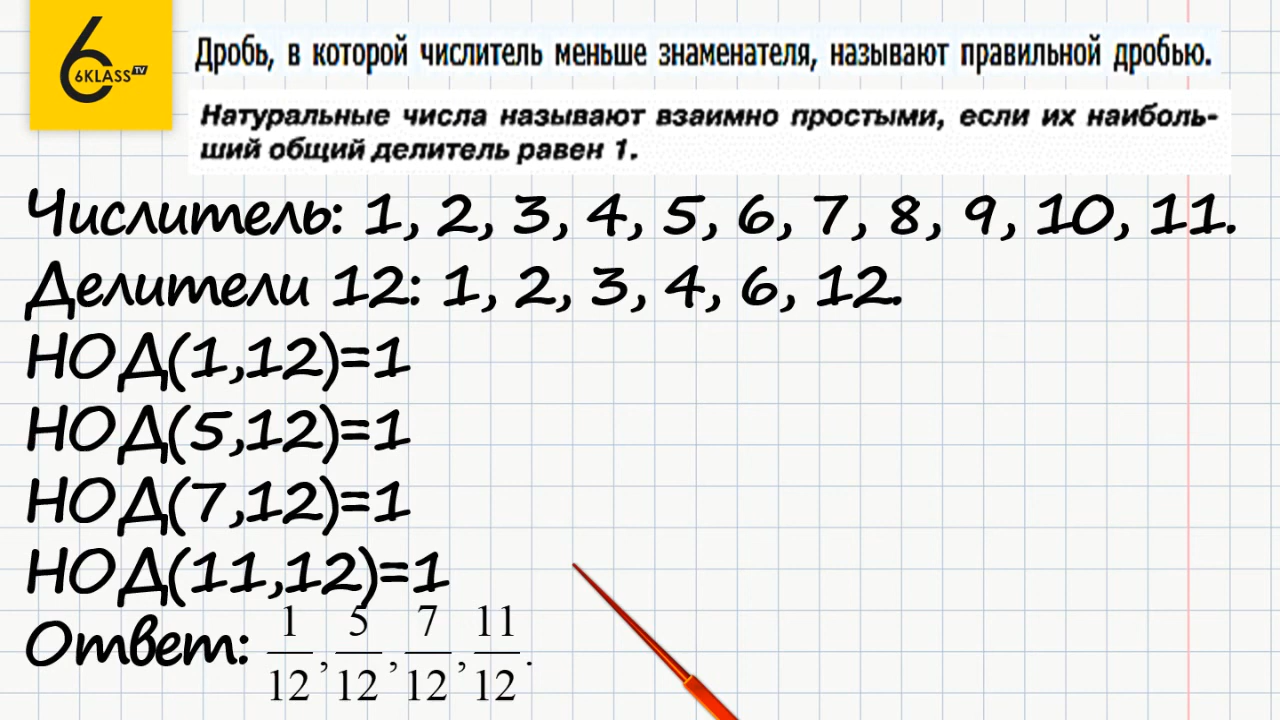 6KLASS TV
Дробь, в которой числитель меньше знаменателя, называют правильной дробью.
Натуральные числа называют взаимно простыми, если их наиболь-
ший общий делитель равен 1.
Числитель: 1, 2, 3, 4, 5, 6, 7, 8, 9, 10, 11.
Делители 12: 1, 2, 3, 4, 6, 12.
НОД(1,12)=1
НОД(5,12)=1
НОД(7,12)=1
НОД(11,12)=1
Ответ: 1/12, 5/12, 7/12, 11/12.